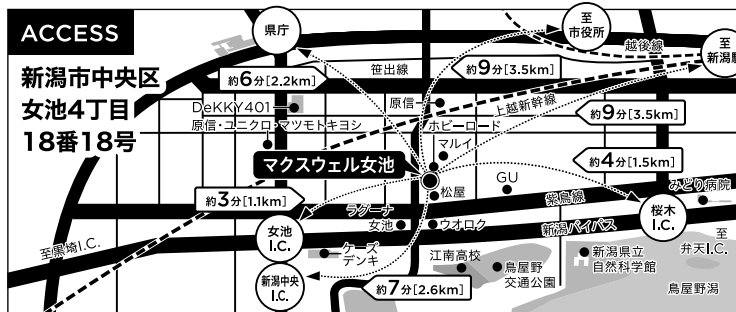 ACCESS
新潟市中央区
女池4丁目
18番18号
県庁
至
市役所
越後線
至
新潟駅
笹出線
約6分[2.2km]
約9分[3.5km]
DeKKY401
原信
上越新幹線
約9分[3.5km]
原信・ユニクロ・マツモトキヨシ
ホビーロード
マルイ
マクスウェル女池
約4分[1.5km]
松屋
GU
紫鳥線
みどり病院
約3分[1.1km]
ラグーナ
女池
ウオロク
新潟バイパス
桜木
I.C.
女池
I.C.
至黒埼I.C.
ケーズ
デンキ
江南高校
鳥屋野
交通公園
新潟県立
自然科学館
至
弁天I.C.
新潟中央
I.C.
約7分[2.6km]
鳥屋野潟